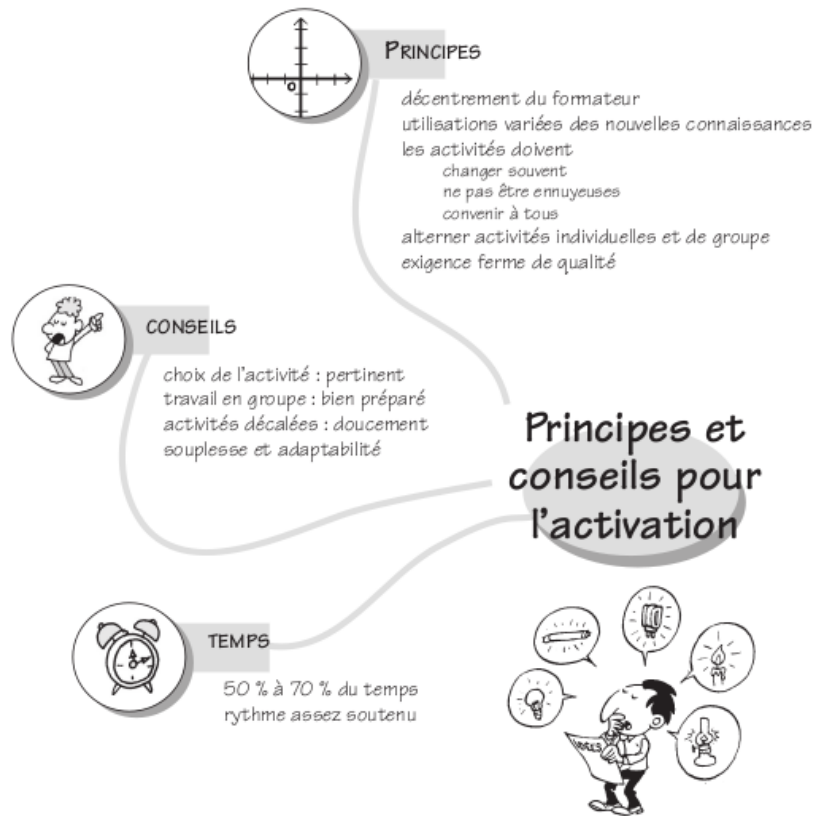 PRINCIPES
décentrement du formateur
utilisations variées des nouvelles connaissances
les activités doivent
changer souvent
ne pas être ennuyeuses
convenir à tous
alterner activités individuelles et de groupe
exigence ferme de qualité
CONSEILS
choix de l'activité : pertinent
travail en groupe : bien préparé
activités décalées : doucement
souplesse et adaptabilité
Principes et
conseils pour
l'activation
TEMPS
50 % à 70 % du temps
rythme assez soutenu
IDÉES
0